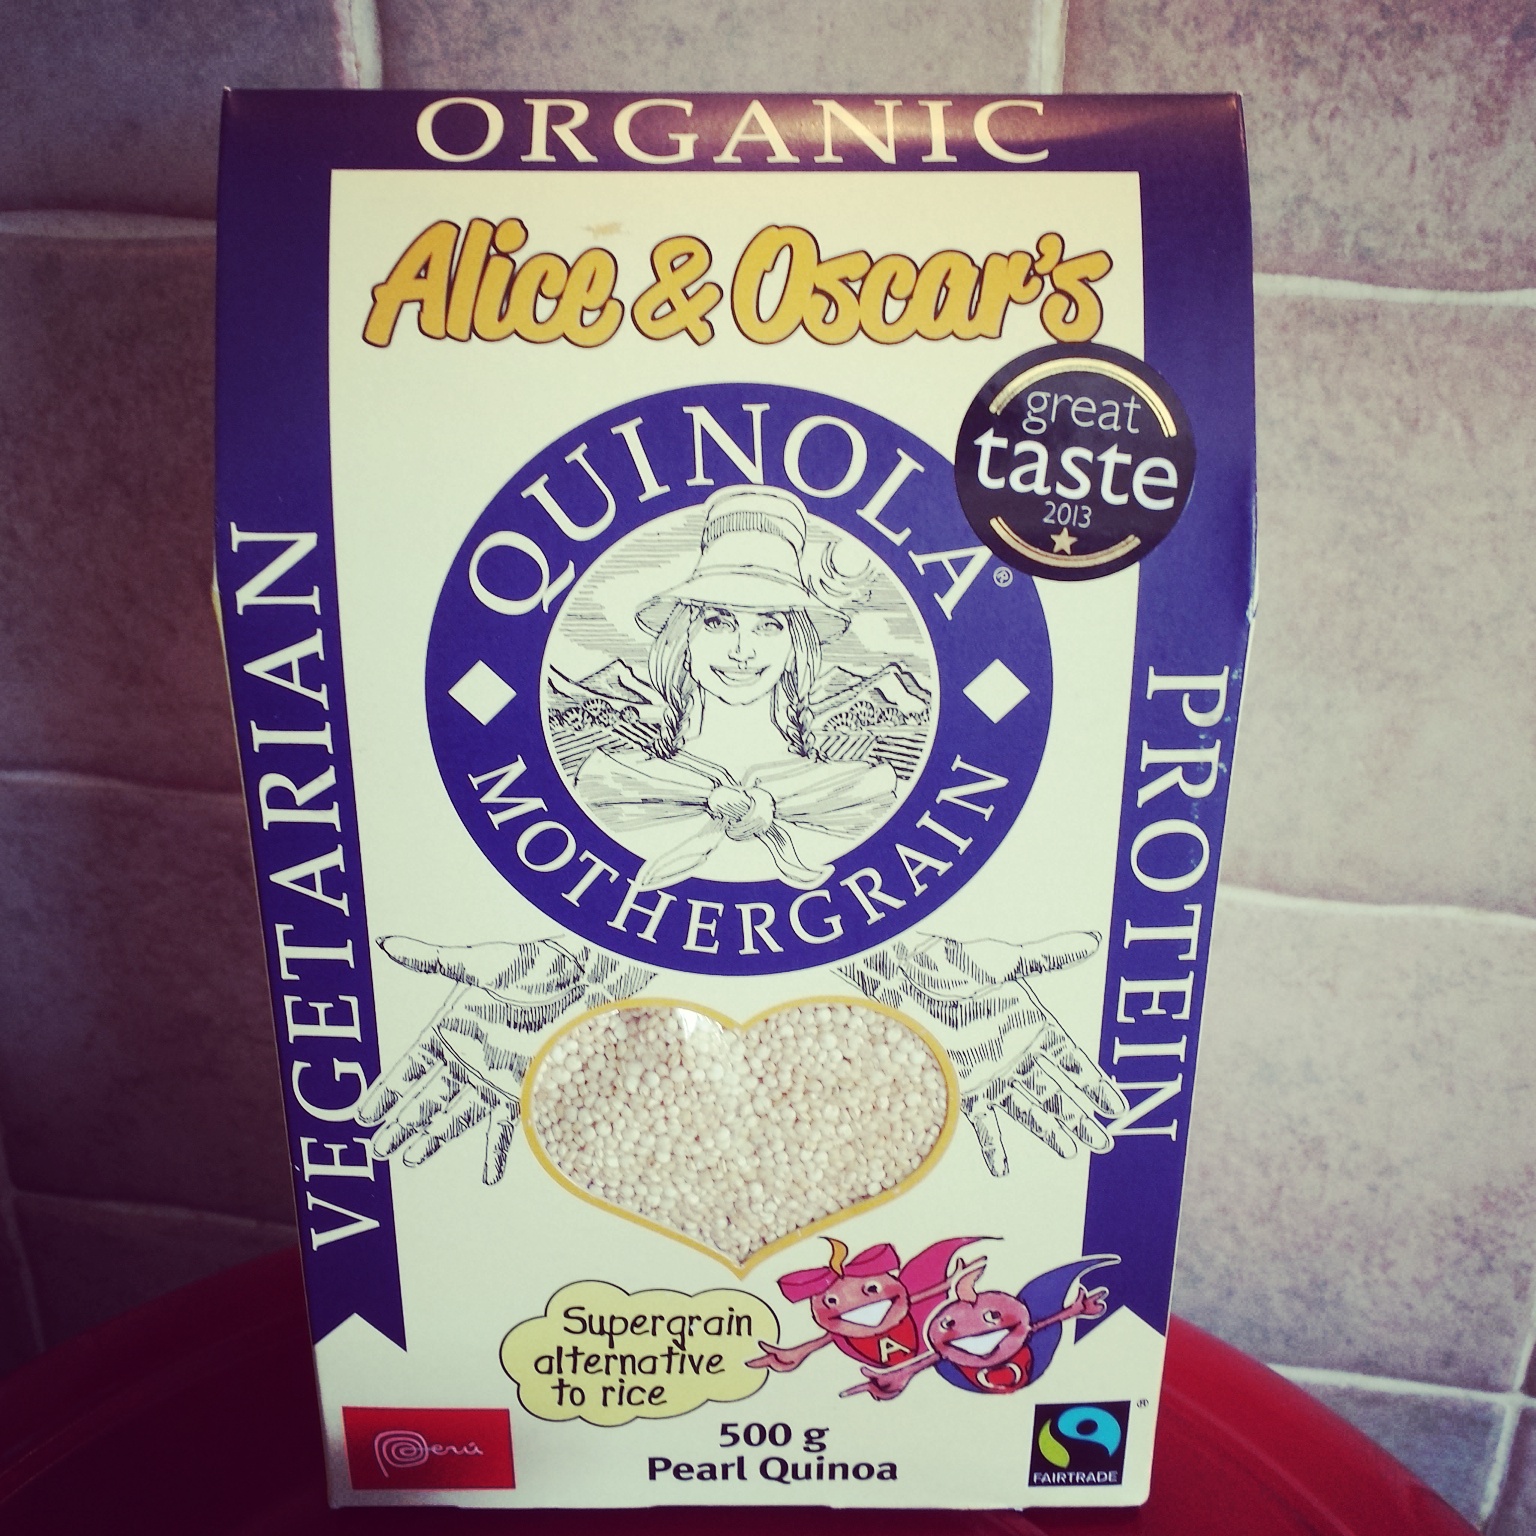 ORGANIC
Alice & Oscar's
great
taste
2013
QUINOLA®
MOTHERGRAIN
VEGETARIAN
PROTEIN
A
O
Supergrain
alternative
to rice
500 g
Pearl Quinoa
Perú
FAIRTRADE
®